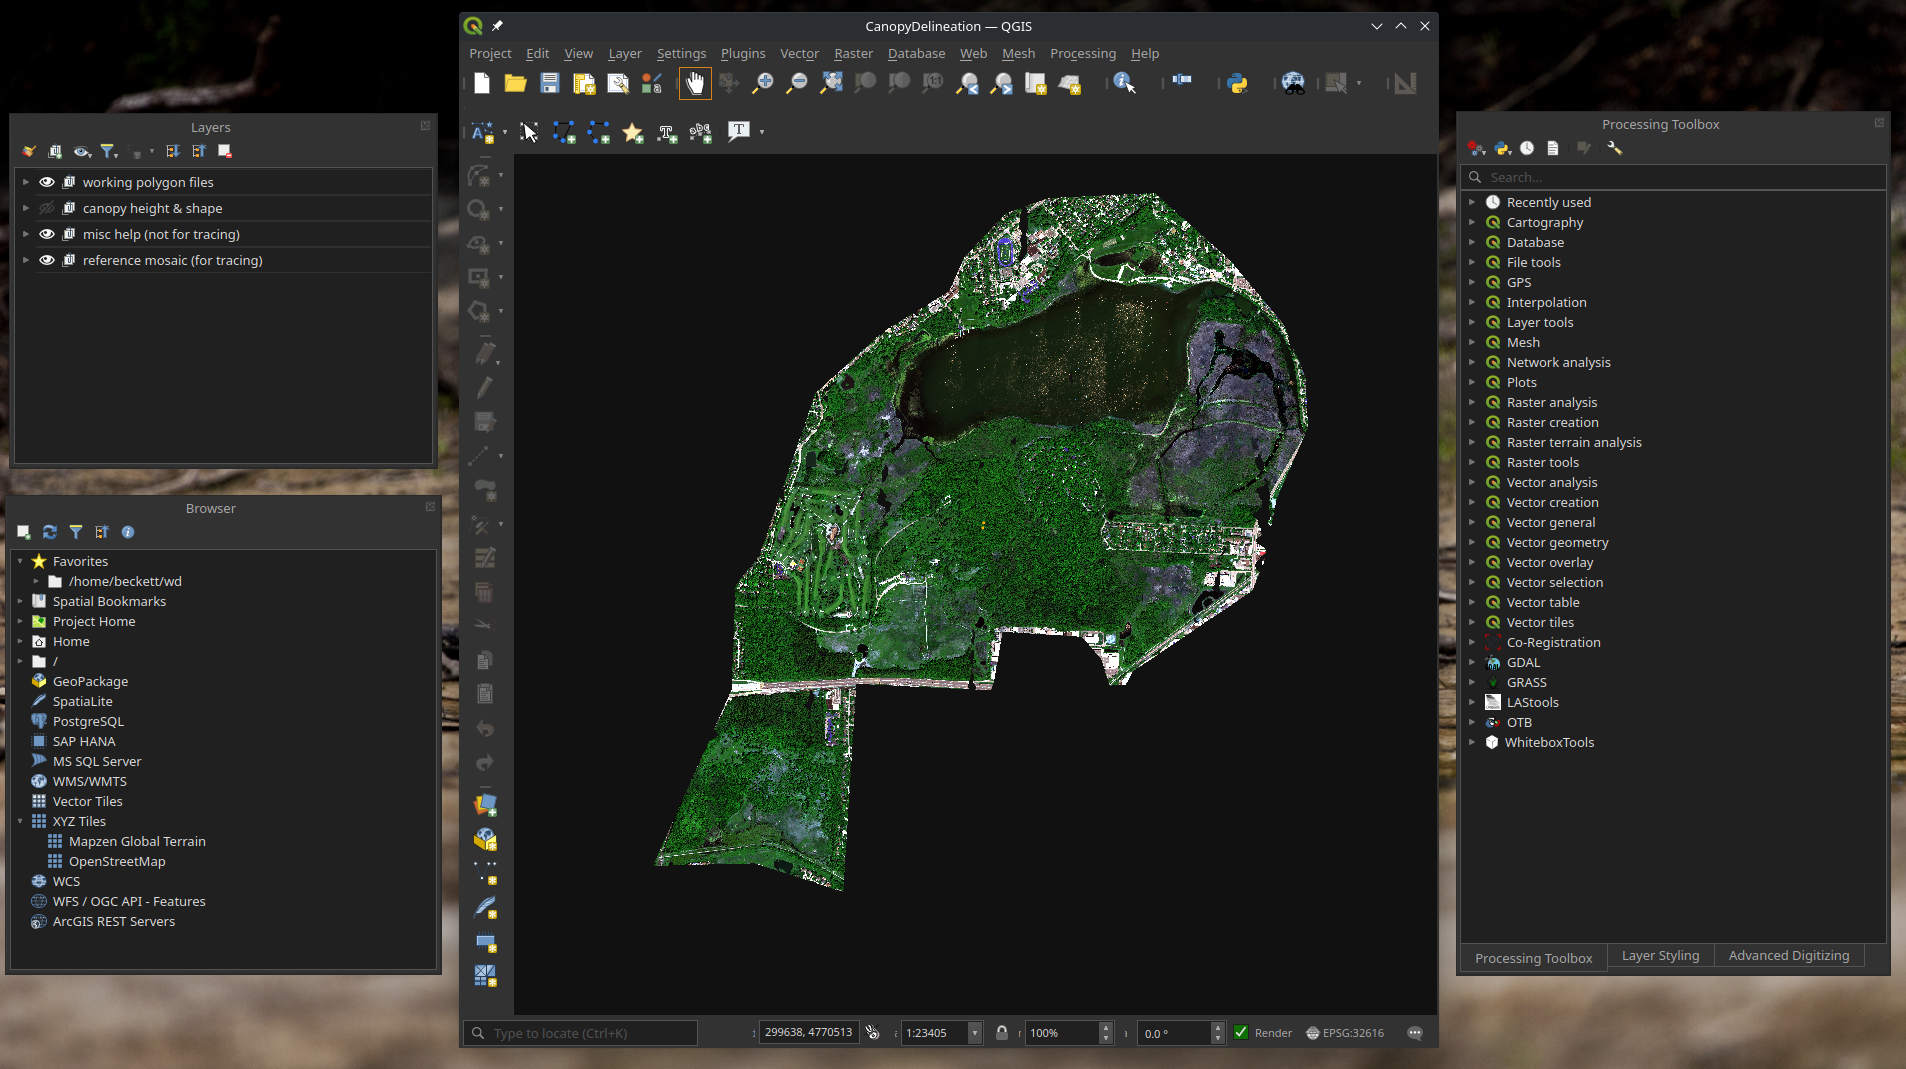 CanopyDelineation — QGIS
Project Edit View Layer Settings Plugins Vector Raster Database Web Mesh Processing Help
Layers
working polygon files
canopy height & shape
misc help (not for tracing)
reference mosaic (for tracing)
Browser
Favorites
/home/beckett/wd
Spatial Bookmarks
Project Home
Home
/
GeoPackage
SpatiaLite
PostgreSQL
SAP HANA
MS SQL Server
WMS/WMTS
Vector Tiles
XYZ Tiles
Mapzen Global Terrain
OpenStreetMap
WCS
WFS / OGC API - Features
ArcGIS REST Servers
Type to locate (Ctrl+K)
299638, 4770513
1:23405
100%
0.0 °
Render
EPSG:32616
Processing Toolbox
Search...
Recently used
Cartography
Database
File tools
GPS
Interpolation
Layer tools
Mesh
Network analysis
Plots
Raster analysis
Raster creation
Raster terrain analysis
Raster tools
Vector analysis
Vector creation
Vector general
Vector geometry
Vector overlay
Vector selection
Vector table
Vector tiles
Co-Registration
GDAL
GRASS
LAStools
OTB
WhiteboxTools
Processing Toolbox
Layer Styling
Advanced Digitizing